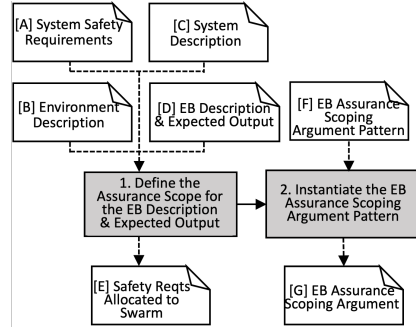 [A] System Safety
Requirements
[C] System
Description
[B] Environment
Description
[D] EB Description
& Expected Output
[F] EB Assurance
Scoping
Argument Pattern
1. Define the
Assurance Scope for
the EB Description
& Expected Output
2. Instantiate the EB
Assurance Scoping
Argument Pattern
[E] Safety Reqts
Allocated to
Swarm
[G] EB Assurance
Scoping Argument